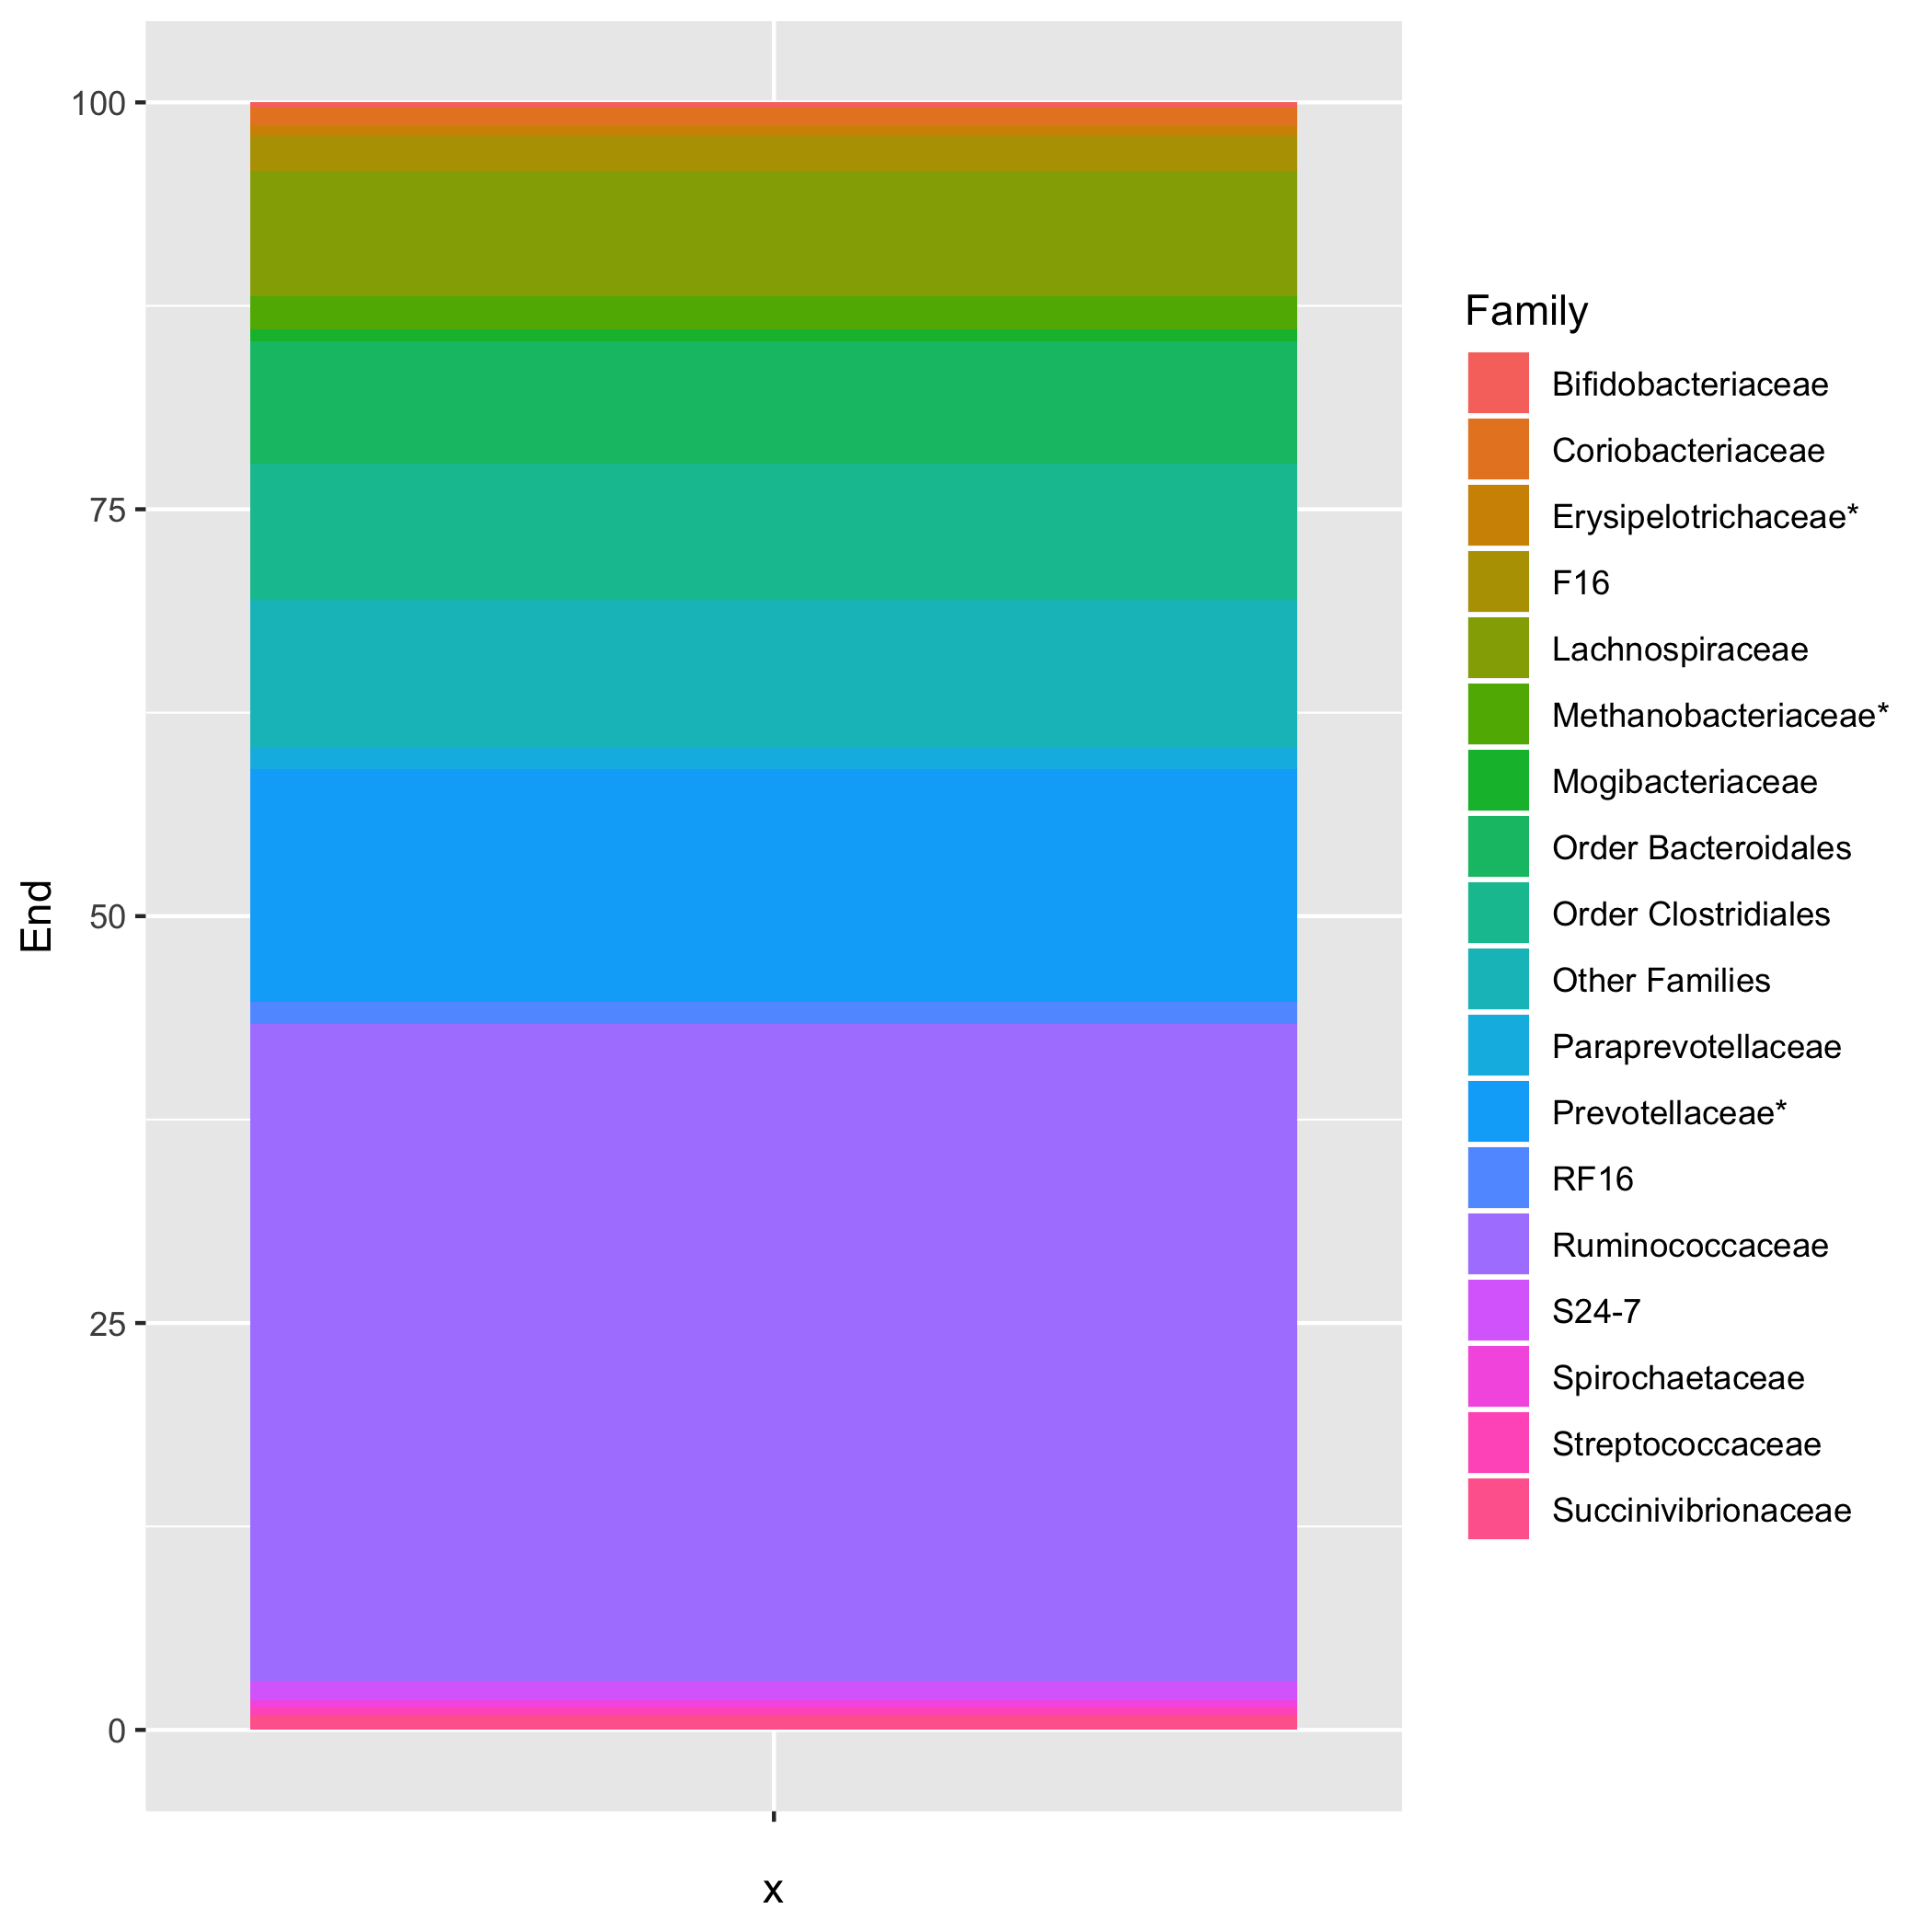 100
75
50
25
0
End
x
Family
Bifidobacteriaceae
Coriobacteriaceae
Erysipelotrichaceae*
F16
Lachnospiraceae
Methanobacteriaceae*
Mogibacteriaceae
Order Bacteroidales
Order Clostridiales
Other Families
Paraprevotellaceae
Prevotellaceae*
RF16
Ruminococcaceae
S24-7
Spirochaetaceae
Streptococcaceae
Succinivibrionaceae